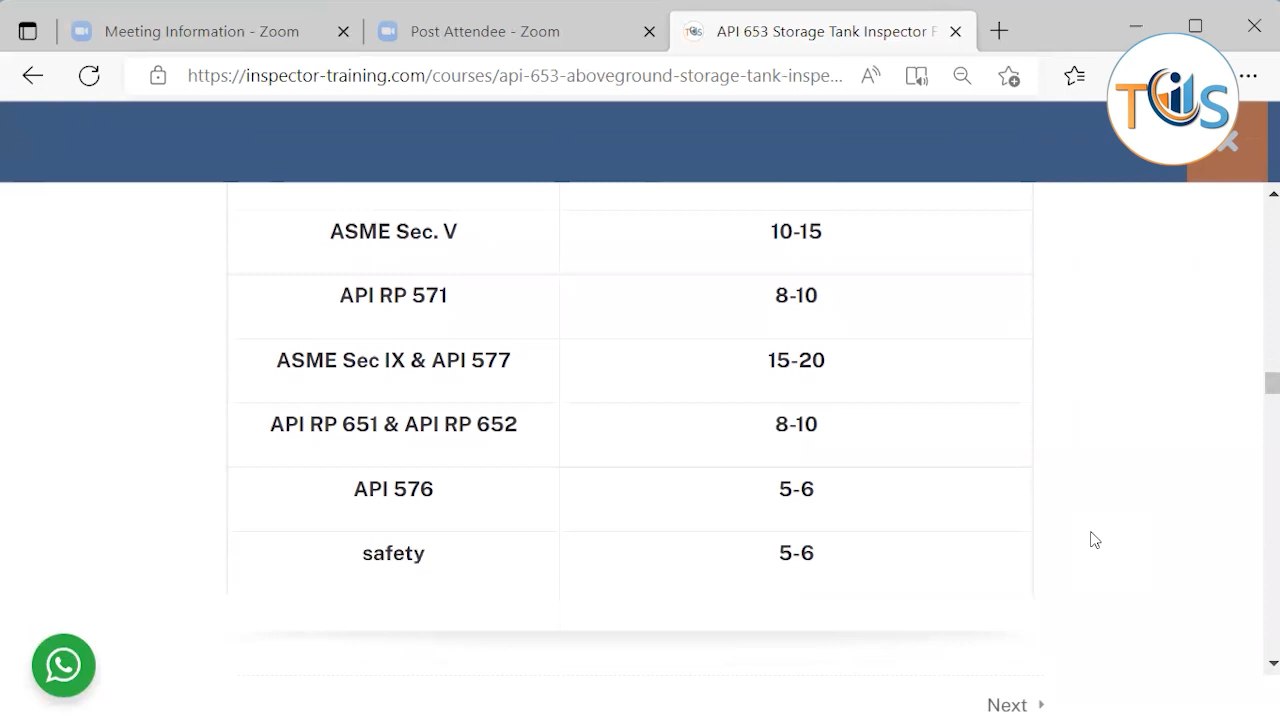 Meeting Information - Zoom
Post Attendee - Zoom
API 653 Storage Tank Inspector F
https://inspector-training.com/courses/api-653-aboveground-storage-tank-inspe...
TIS
ASME Sec. V 10-15
API RP 571 8-10
ASME Sec IX & API 577 15-20
API RP 651 & API RP 652 8-10
API 576 5-6
safety 5-6
Next